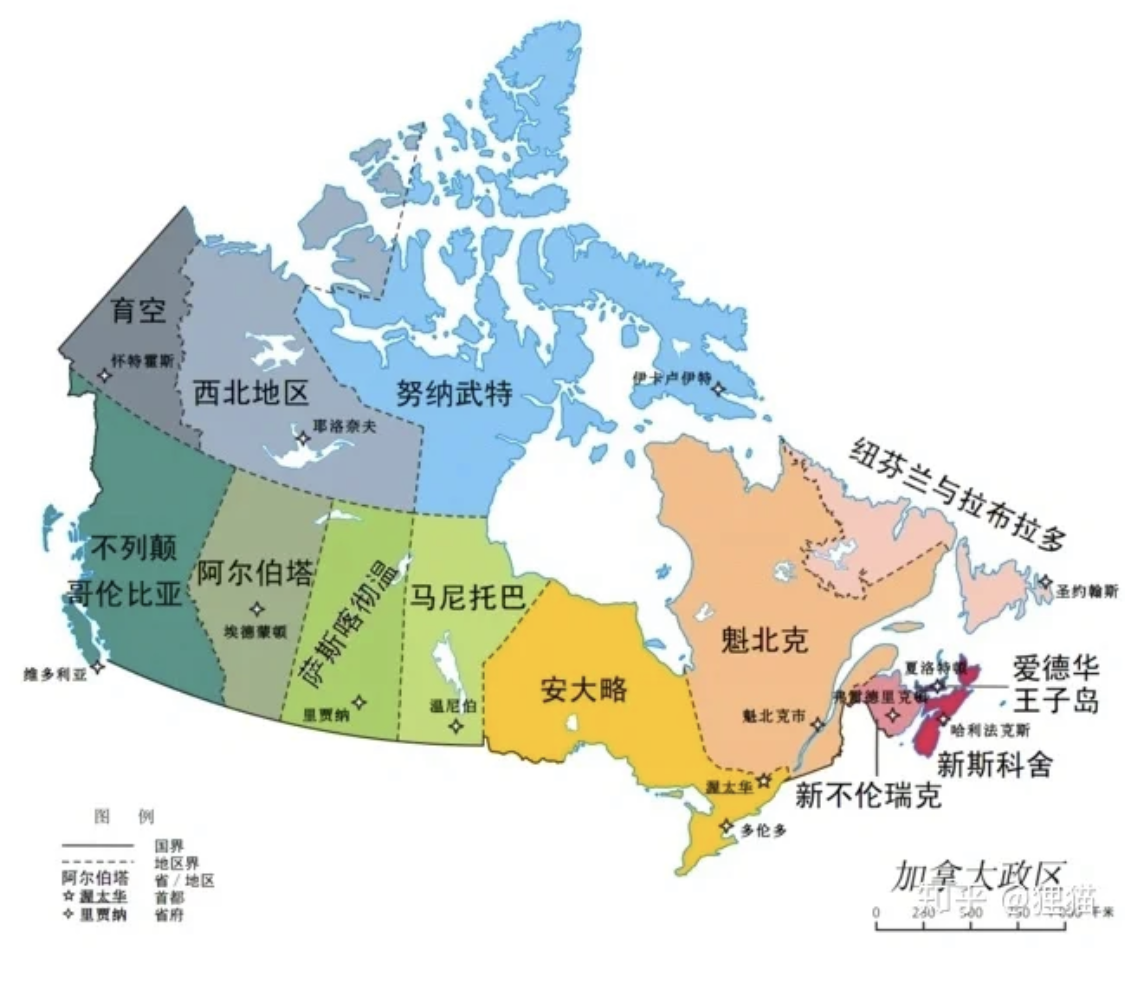 育空
怀特霍斯
西北地区
耶洛奈夫
努纳武特
伊卡卢伊特
纽芬兰与拉布拉多
圣约翰斯
不列颠
哥伦比亚
维多利亚
阿尔伯塔
埃德蒙顿
萨斯喀彻温
里贾纳
马尼托巴
温尼伯
安大略
渥太华
多伦多
魁北克
魁北克市
夏洛特顿
爱德华
王子岛
弗雷德里克顿
哈利法克斯
新斯科舍
新不伦瑞克
图 例
国界
地区界
阿尔伯塔 省/地区
渥太华 首都
里贾纳 省府
加拿大政区
知乎 @狸猫
0 250 500 750 1000 千米